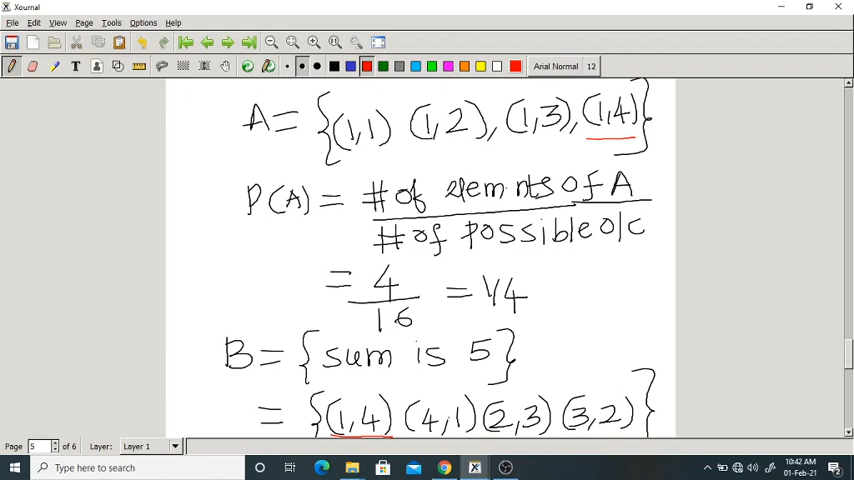 Xournal
File Edit View Page Tools Options Help
Arial Normal 12
A = {(1,1) (1,2), (1,3), (1,4)}
P(A) = # of elements of A
# of possible o/c
= 4
16
= 1/4
B = {sum is 5}
= {(1,4) (4,1) (2,3) (3,2)}
Page 5 of 6 Layer: Layer 1
Type here to search
10:42 AM
01-Feb-21
2